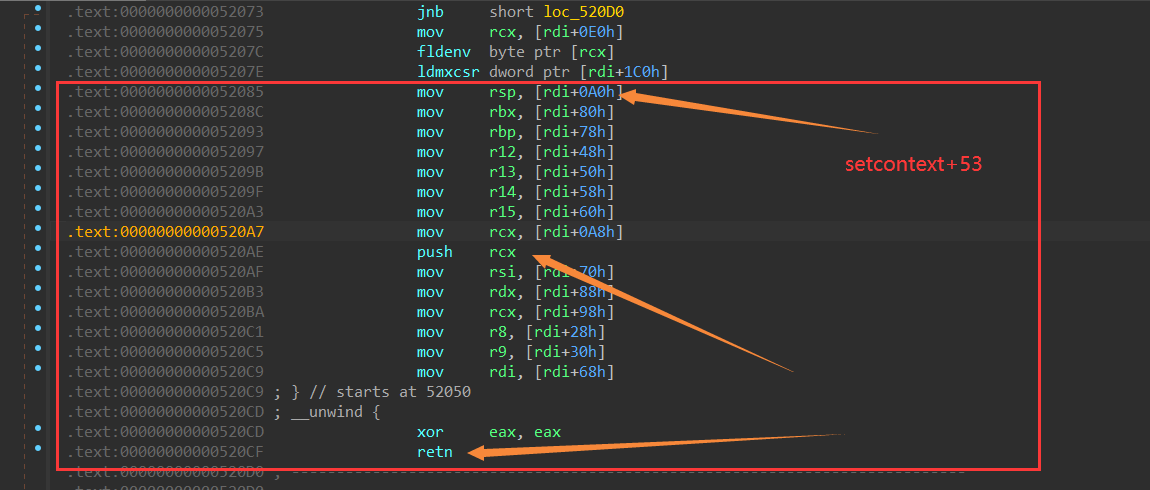 .text:0000000000052073 jnb short loc_520D0
.text:0000000000052075 mov rcx, [rdi+0E0h]
.text:000000000005207C fldenv byte ptr [rcx]
.text:000000000005207E ldmxcsr dword ptr [rdi+1C0h]
.text:0000000000052085 mov rsp, [rdi+0A0h]
.text:000000000005208C mov rbx, [rdi+80h]
.text:0000000000052093 mov rbp, [rdi+78h]
.text:0000000000052097 mov r12, [rdi+48h]
.text:000000000005209B mov r13, [rdi+50h]
setcontext+53
.text:000000000005209F mov r14, [rdi+58h]
.text:00000000000520A3 mov r15, [rdi+60h]
.text:00000000000520A7 mov rcx, [rdi+0A8h]
.text:00000000000520AE push rcx
.text:00000000000520AF mov rsi, [rdi+70h]
.text:00000000000520B3 mov rdx, [rdi+88h]
.text:00000000000520BA mov rcx, [rdi+98h]
.text:00000000000520C1 mov r8, [rdi+28h]
.text:00000000000520C5 mov r9, [rdi+30h]
.text:00000000000520C9 mov rdi, [rdi+68h]
.text:00000000000520C9 ; } // starts at 52050
.text:00000000000520CD ; __unwind {
.text:00000000000520CD xor eax, eax
.text:00000000000520CF retn
.text:00000000000520D0 ;